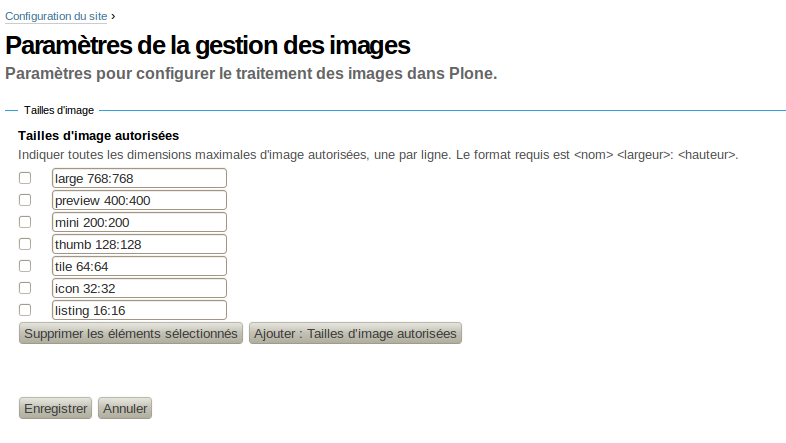 Configuration du site ›
Paramètres de la gestion des images
Paramètres pour configurer le traitement des images dans Plone.
Tailles d'image
Tailles d'image autorisées
Indiquer toutes les dimensions maximales d'image autorisées, une par ligne. Le format requis est <nom> <largeur>: <hauteur>.
large 768:768
preview 400:400
mini 200:200
thumb 128:128
tile 64:64
icon 32:32
listing 16:16
Supprimer les éléments sélectionnés Ajouter : Tailles d'image autorisées
Enregistrer Annuler